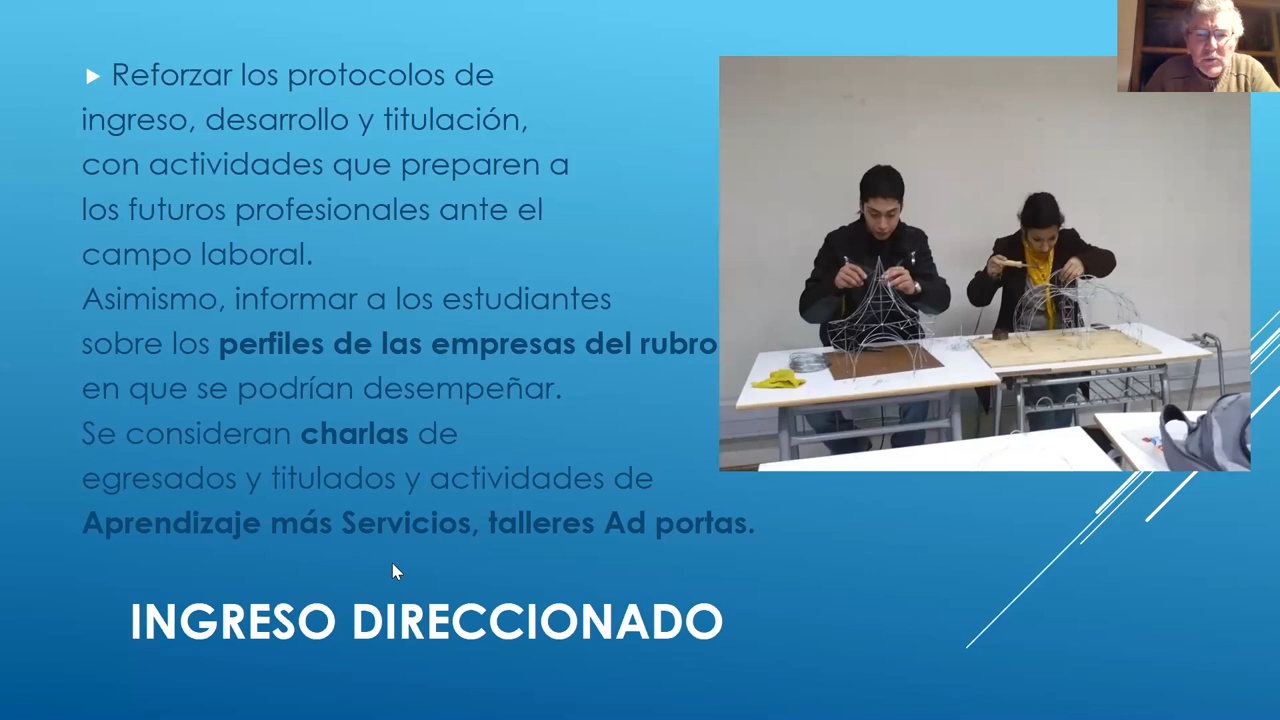 Reforzar los protocolos de
ingreso, desarrollo y titulación,
con actividades que preparen a
los futuros profesionales ante el
campo laboral.
Asimismo, informar a los estudiantes
sobre los perfiles de las empresas del rubro
en que se podrían desempeñar.
Se consideran charlas de
egresados y titulados y actividades de
Aprendizaje más Servicios, talleres Ad portas.
INGRESO DIRECCIONADO